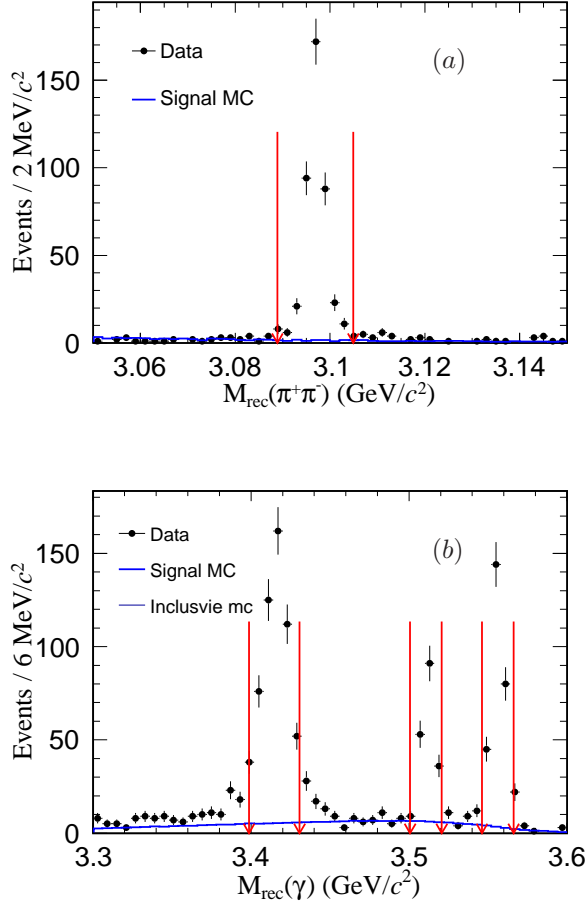 Events / 2 MeV/c²
150
100
50
0
Data
Signal MC
(a)
3.06 3.08 3.1 3.12 3.14
M_rec(π⁺π⁻) (GeV/c²)
Events / 6 MeV/c²
150
100
50
0
Data
Signal MC
Inclusvie mc
(b)
3.3 3.4 3.5 3.6
M_rec(γ) (GeV/c²)